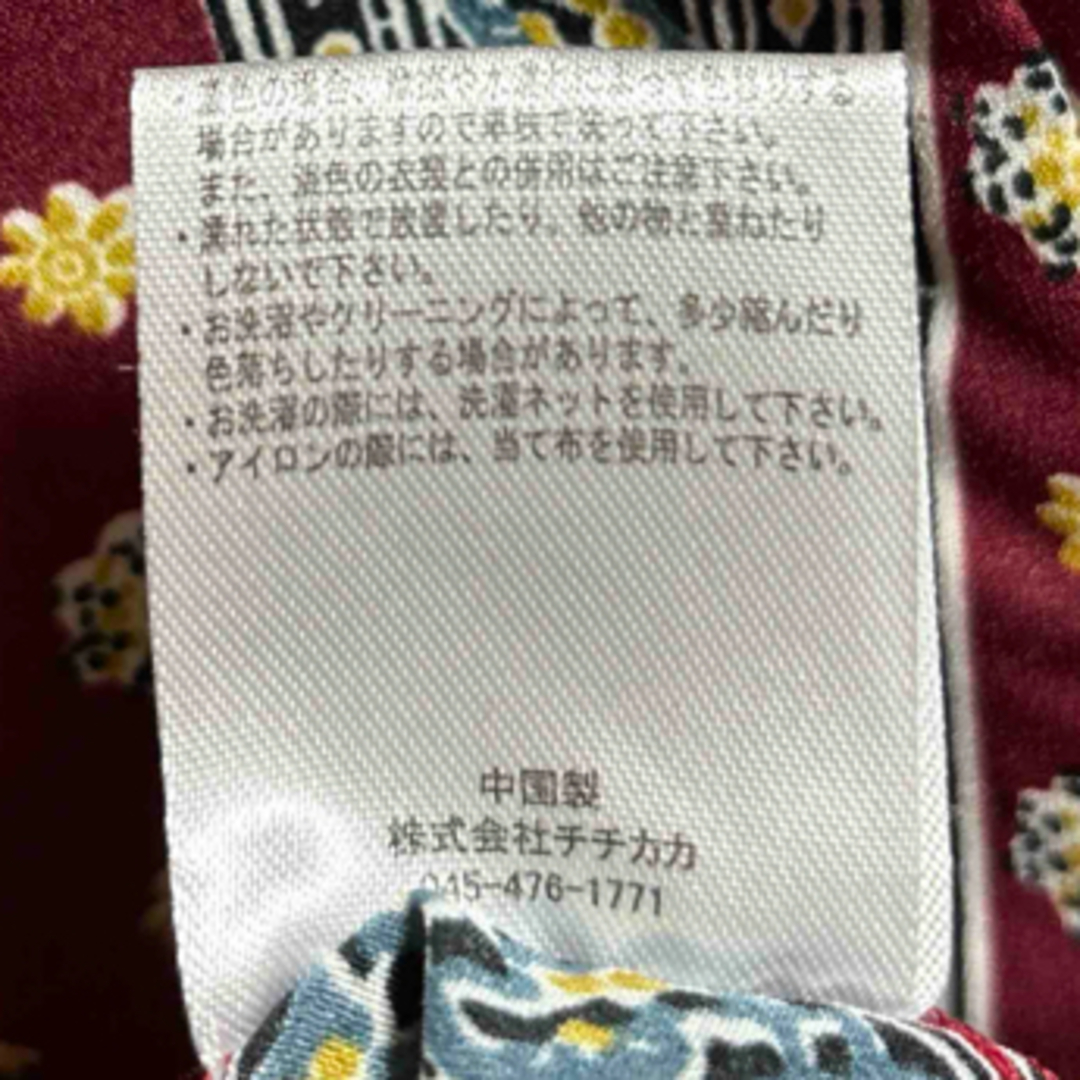 場合がありますので単独で洗って下さい。
また、淡色の衣類との併用はご注意下さい。
・濡れた状態で放置したり、他の物と重ねたり
しないで下さい。
・お洗濯やクリーニングによって、多少縮んだり
色落ちしたりする場合があります。
・お洗濯の際には、洗濯ネットを使用して下さい。
・アイロンの際には、当て布を使用して下さい。
中国製
株式会社チチカカ
045-476-1771